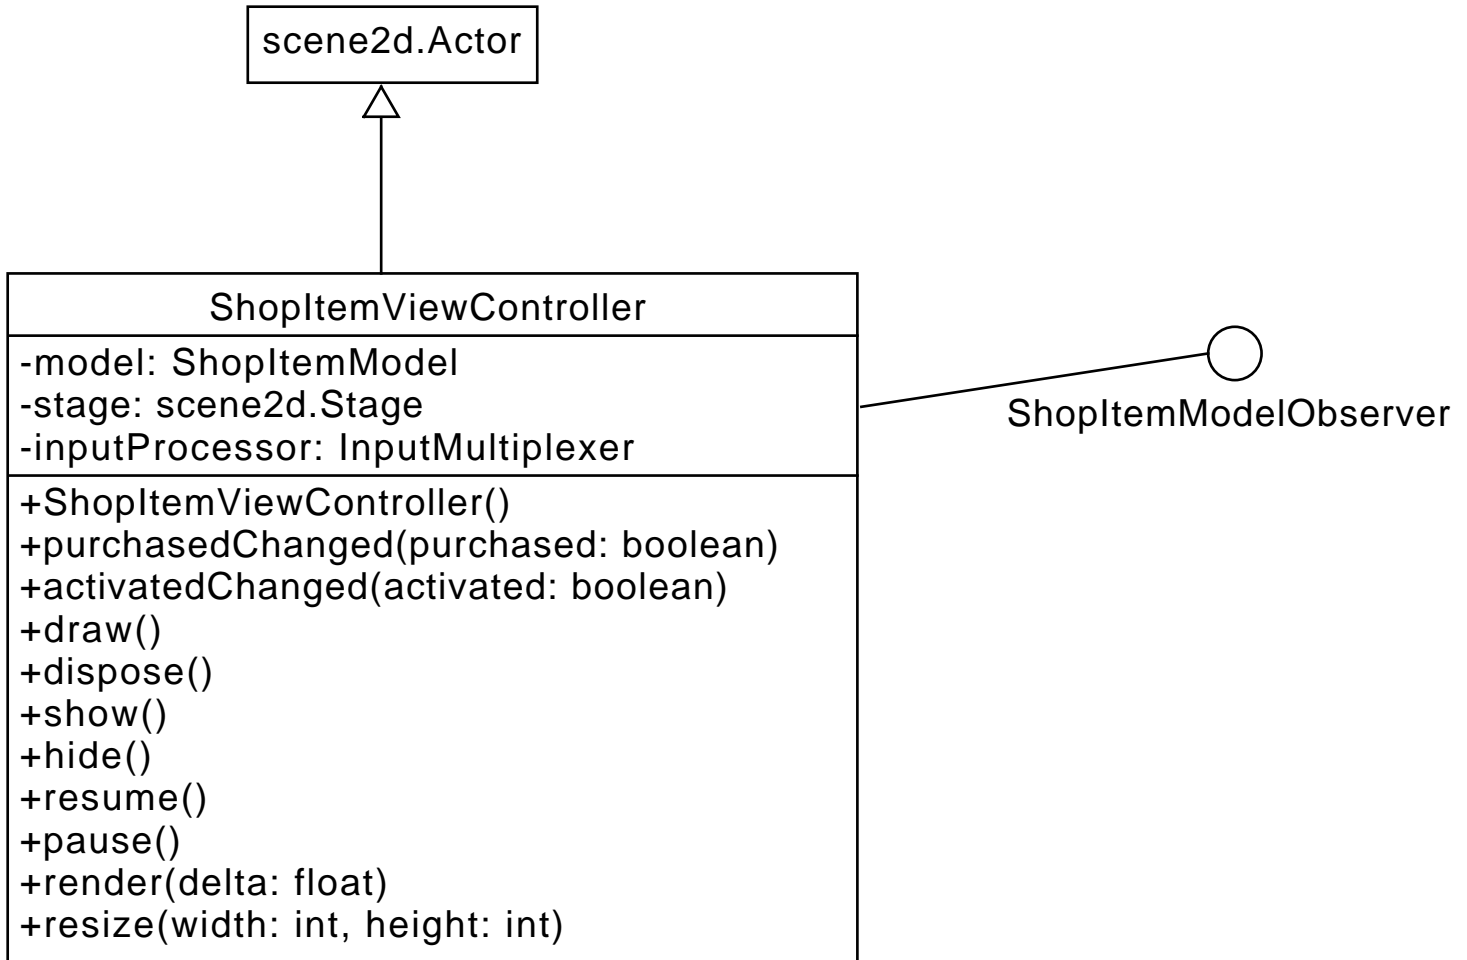 scene2d.Actor
ShopItemViewController
-model: ShopItemModel
-stage: scene2d.Stage
-inputProcessor: InputMultiplexer
ShopItemModelObserver
+ShopItemViewController()
+purchasedChanged(purchased: boolean)
+activatedChanged(activated: boolean)
+draw()
+dispose()
+show()
+hide()
+resume()
+pause()
+render(delta: float)
+resize(width: int, height: int)